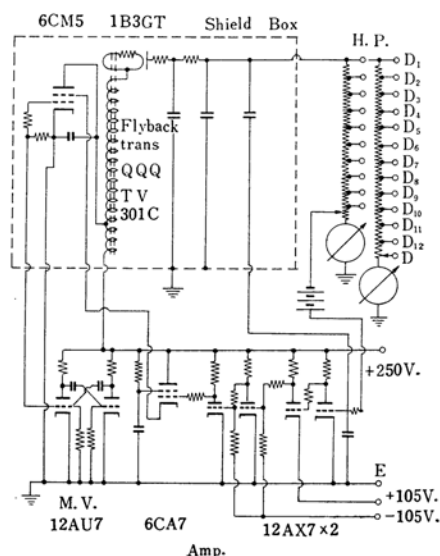 6CM5 1B3GT Shield Box
H. P.
D1
D2
D3
D4
D5
D6
D7
D8
D9
D10
D11
D12
D
Flyback
trans
QQQ
TV
301C
+250V.
E
+105V.
-105V.
M. V.
12AU7 6CA7 12AX7×2
Amp.